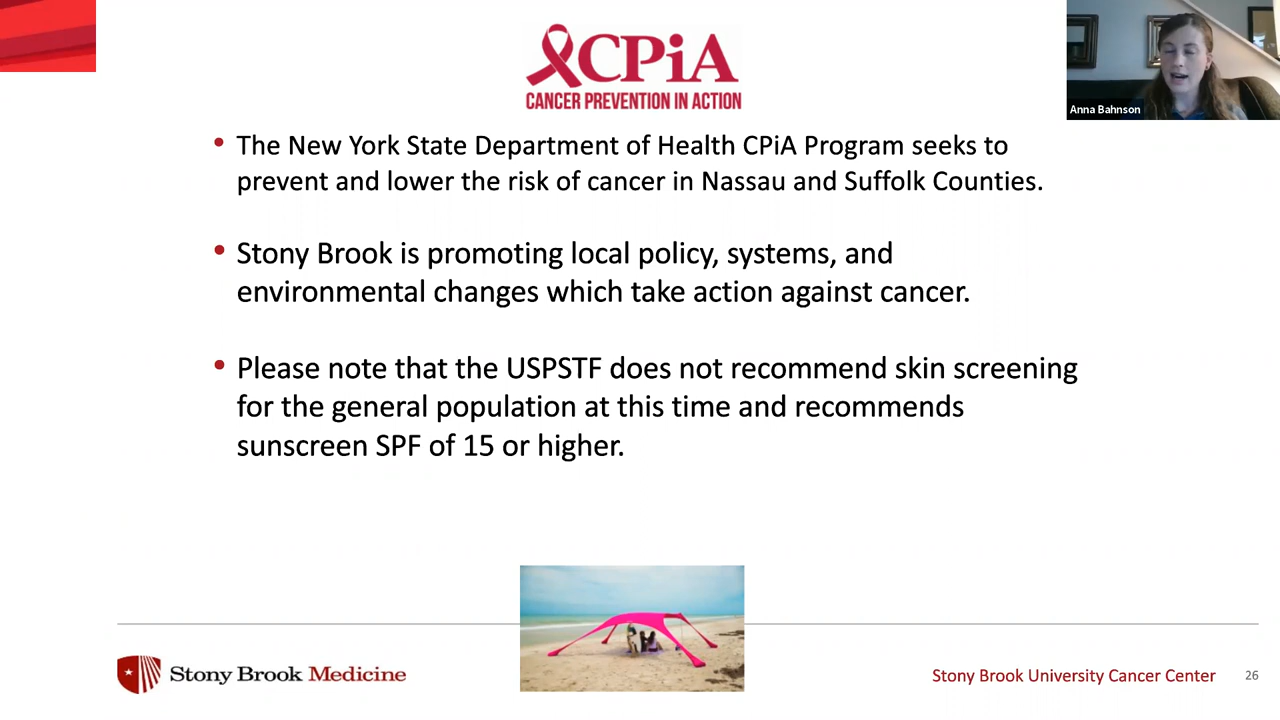 CPiA
CANCER PREVENTION IN ACTION
Anna Bahnson
• The New York State Department of Health CPiA Program seeks to
prevent and lower the risk of cancer in Nassau and Suffolk Counties.
• Stony Brook is promoting local policy, systems, and
environmental changes which take action against cancer.
• Please note that the USPSTF does not recommend skin screening
for the general population at this time and recommends
sunscreen SPF of 15 or higher.
Stony Brook Medicine
Stony Brook University Cancer Center
26